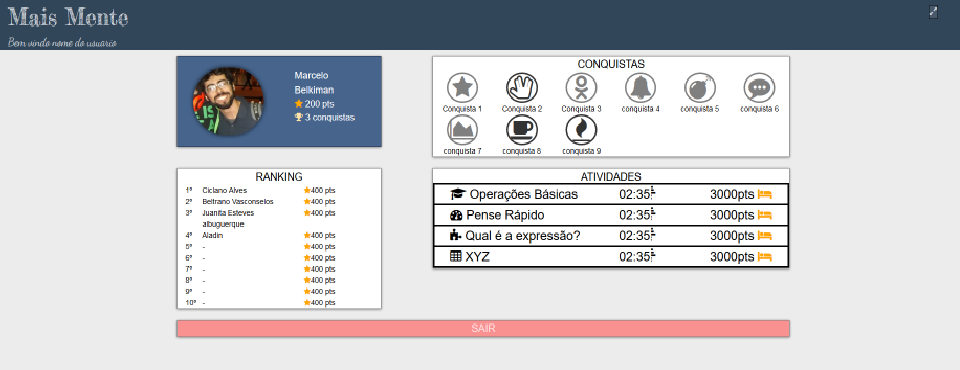 Mais Mente
Bem vindo nome do usuario
Marcelo
Belkiman
200 pts
3 conquistas
CONQUISTAS
Conquista 1
Conquista 2
Conquista 3
conquista 4
conquista 5
conquista 6
conquista 7
conquista 8
conquista 9
RANKING
1º Ciclano Alves 400 pts
2º Beltrano Vasconsellos 400 pts
3º Juanita Esteves 400 pts
albuquerque
4º Aladin 400 pts
5º - 400 pts
6º - 400 pts
7º - 400 pts
8º - 400 pts
9º - 400 pts
10º - 400 pts
ATIVIDADES
Operações Básicas 02:35 3000pts
Pense Rápido 02:35 3000pts
Qual é a expressão? 02:35 3000pts
XYZ 02:35 3000pts
SAIR